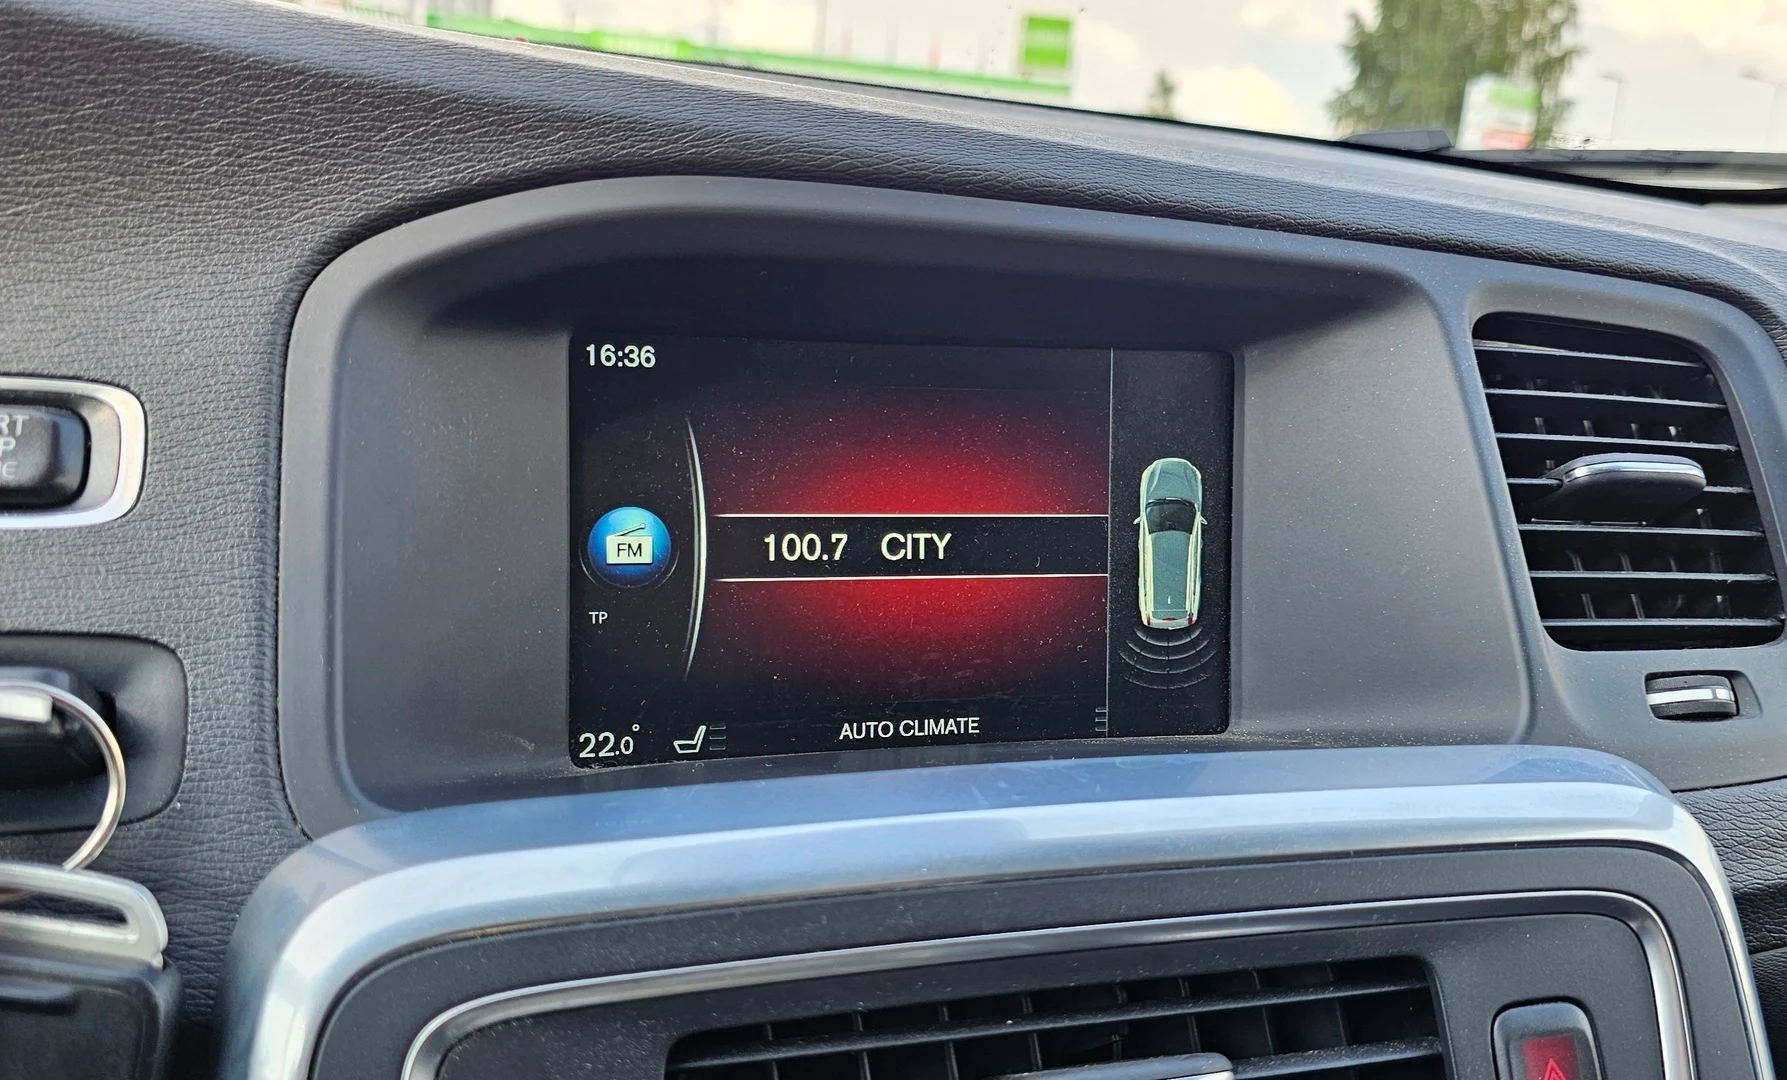 16:36
FM
100.7 CITY
TP
22.0°
AUTO CLIMATE